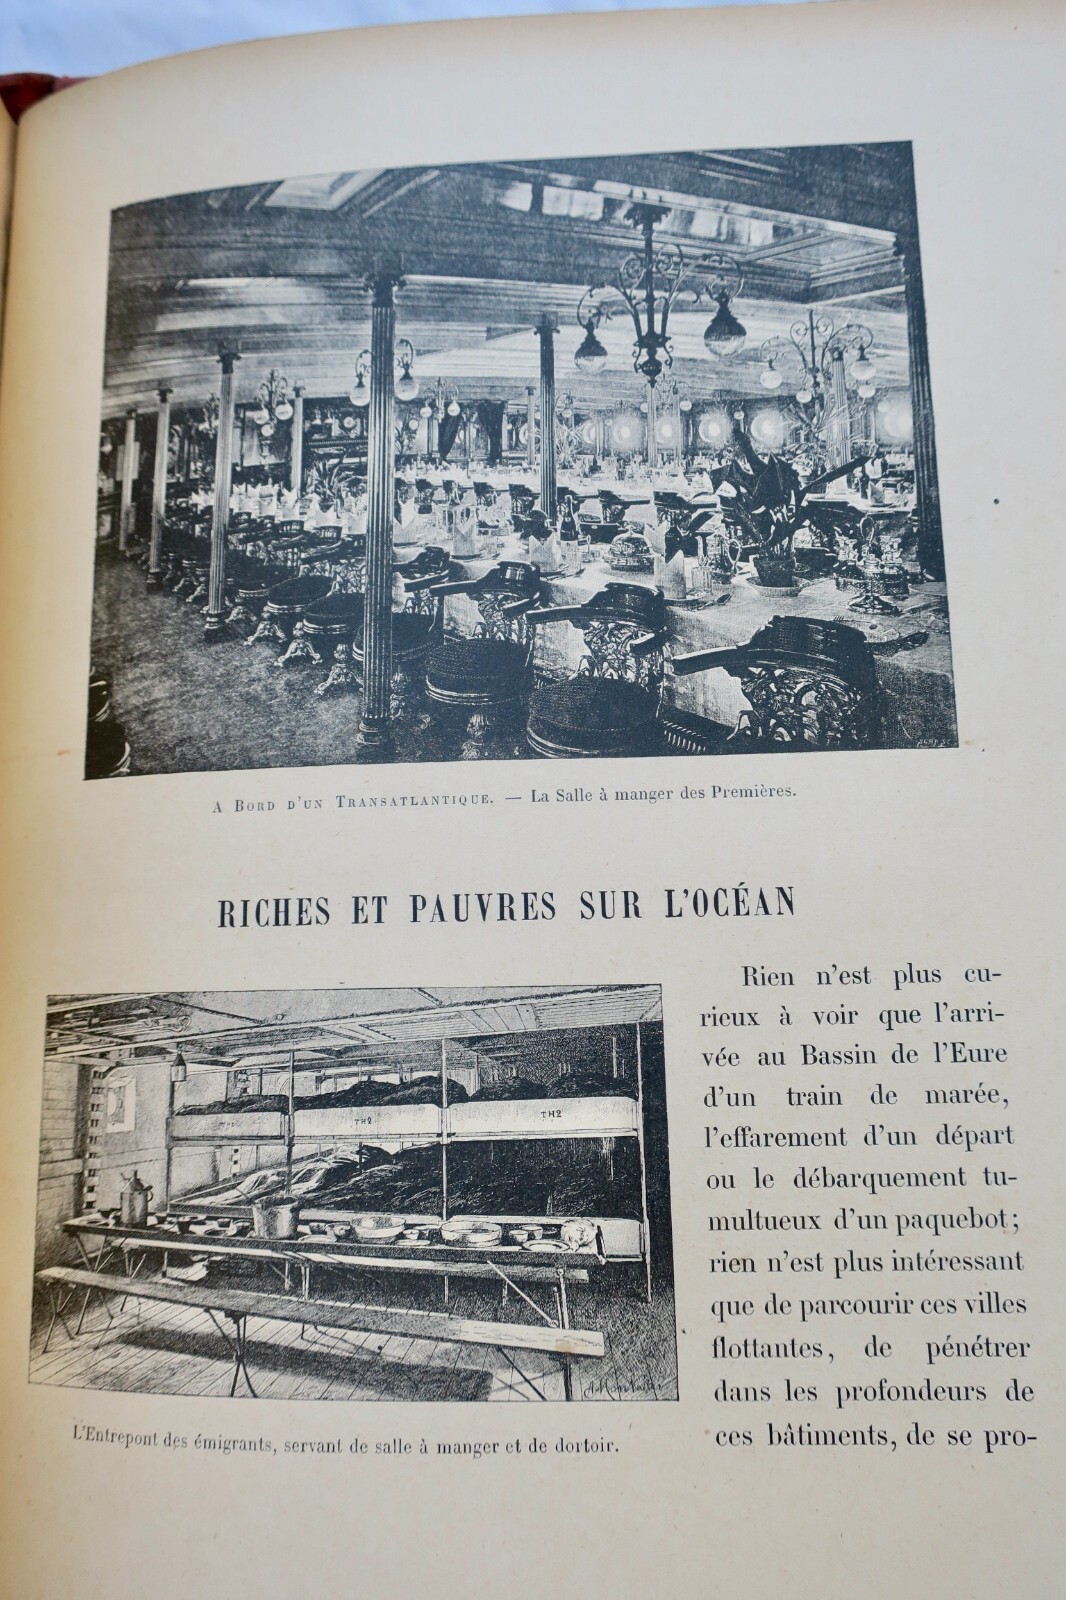 A BORD D'UN TRANSATLANTIQUE. — La Salle à manger des Premières.
RICHES ET PAUVRES SUR L'OCÉAN
TH2
TH2
L'Entrepont des émigrants, servant de salle à manger et de dortoir.
Rien n'est plus cu-
rieux à voir que l'arri-
vée au Bassin de l'Eure
d'un train de marée,
l'effarement d'un départ
ou le débarquement tu-
multueux d'un paquebot;
rien n'est plus intéressant
que de parcourir ces villes
flottantes, de pénétrer
dans les profondeurs de
ces bâtiments, de se pro-